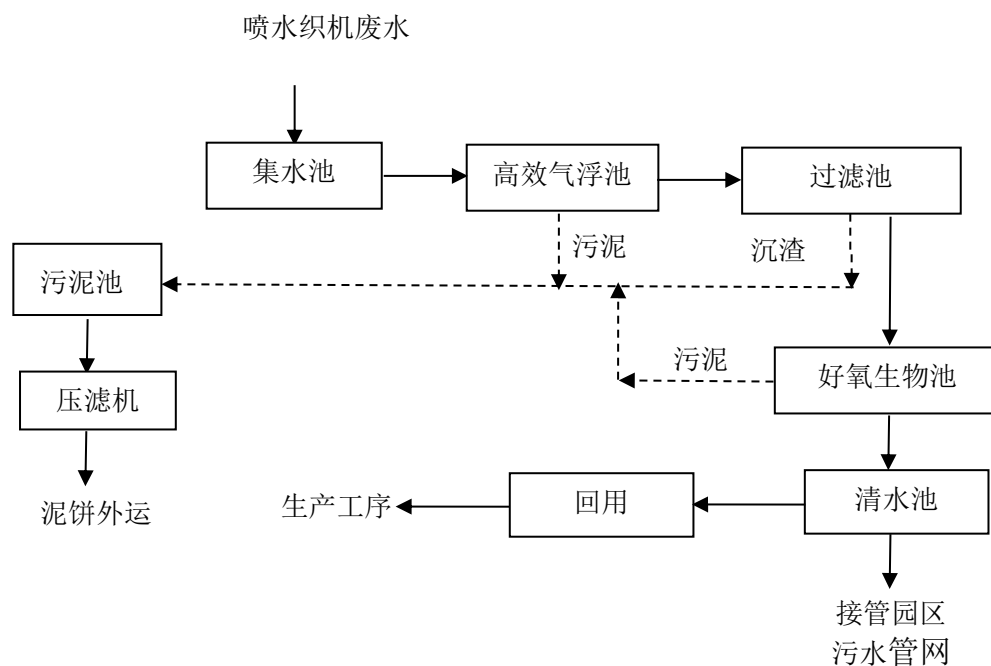 喷水织机废水
集水池
高效气浮池
过滤池
污泥
沉渣
污泥池
污泥
好氧生物池
压滤机
泥饼外运
生产工序
回用
清水池
接管园区
污水管网